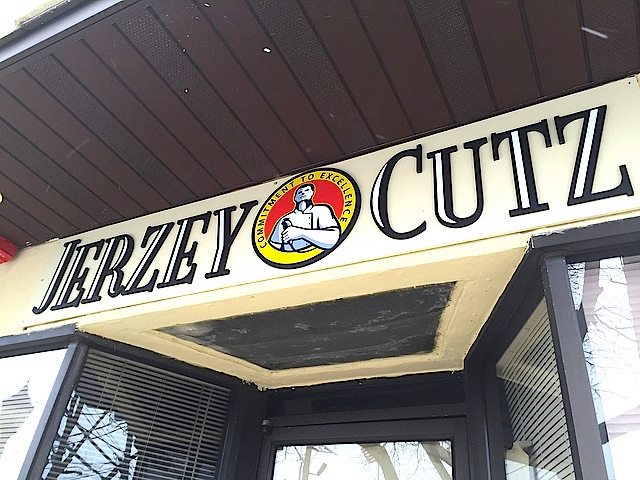 JERZEY CUTZ
COMMITMENT TO EXCELLENCE